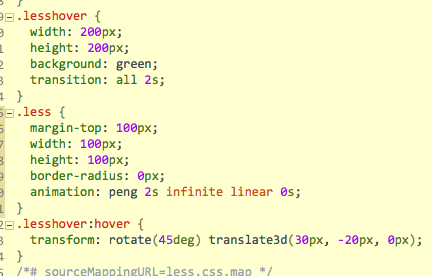 .lesshover {
width: 200px;
height: 200px;
background: green;
transition: all 2s;
}
.less {
margin-top: 100px;
width: 100px;
height: 100px;
border-radius: 0px;
animation: peng 2s infinite linear 0s;
}
.lesshover:hover {
transform: rotate(45deg) translate3d(30px, -20px, 0px);
}
/*# sourceMappingURL=less.css.map */